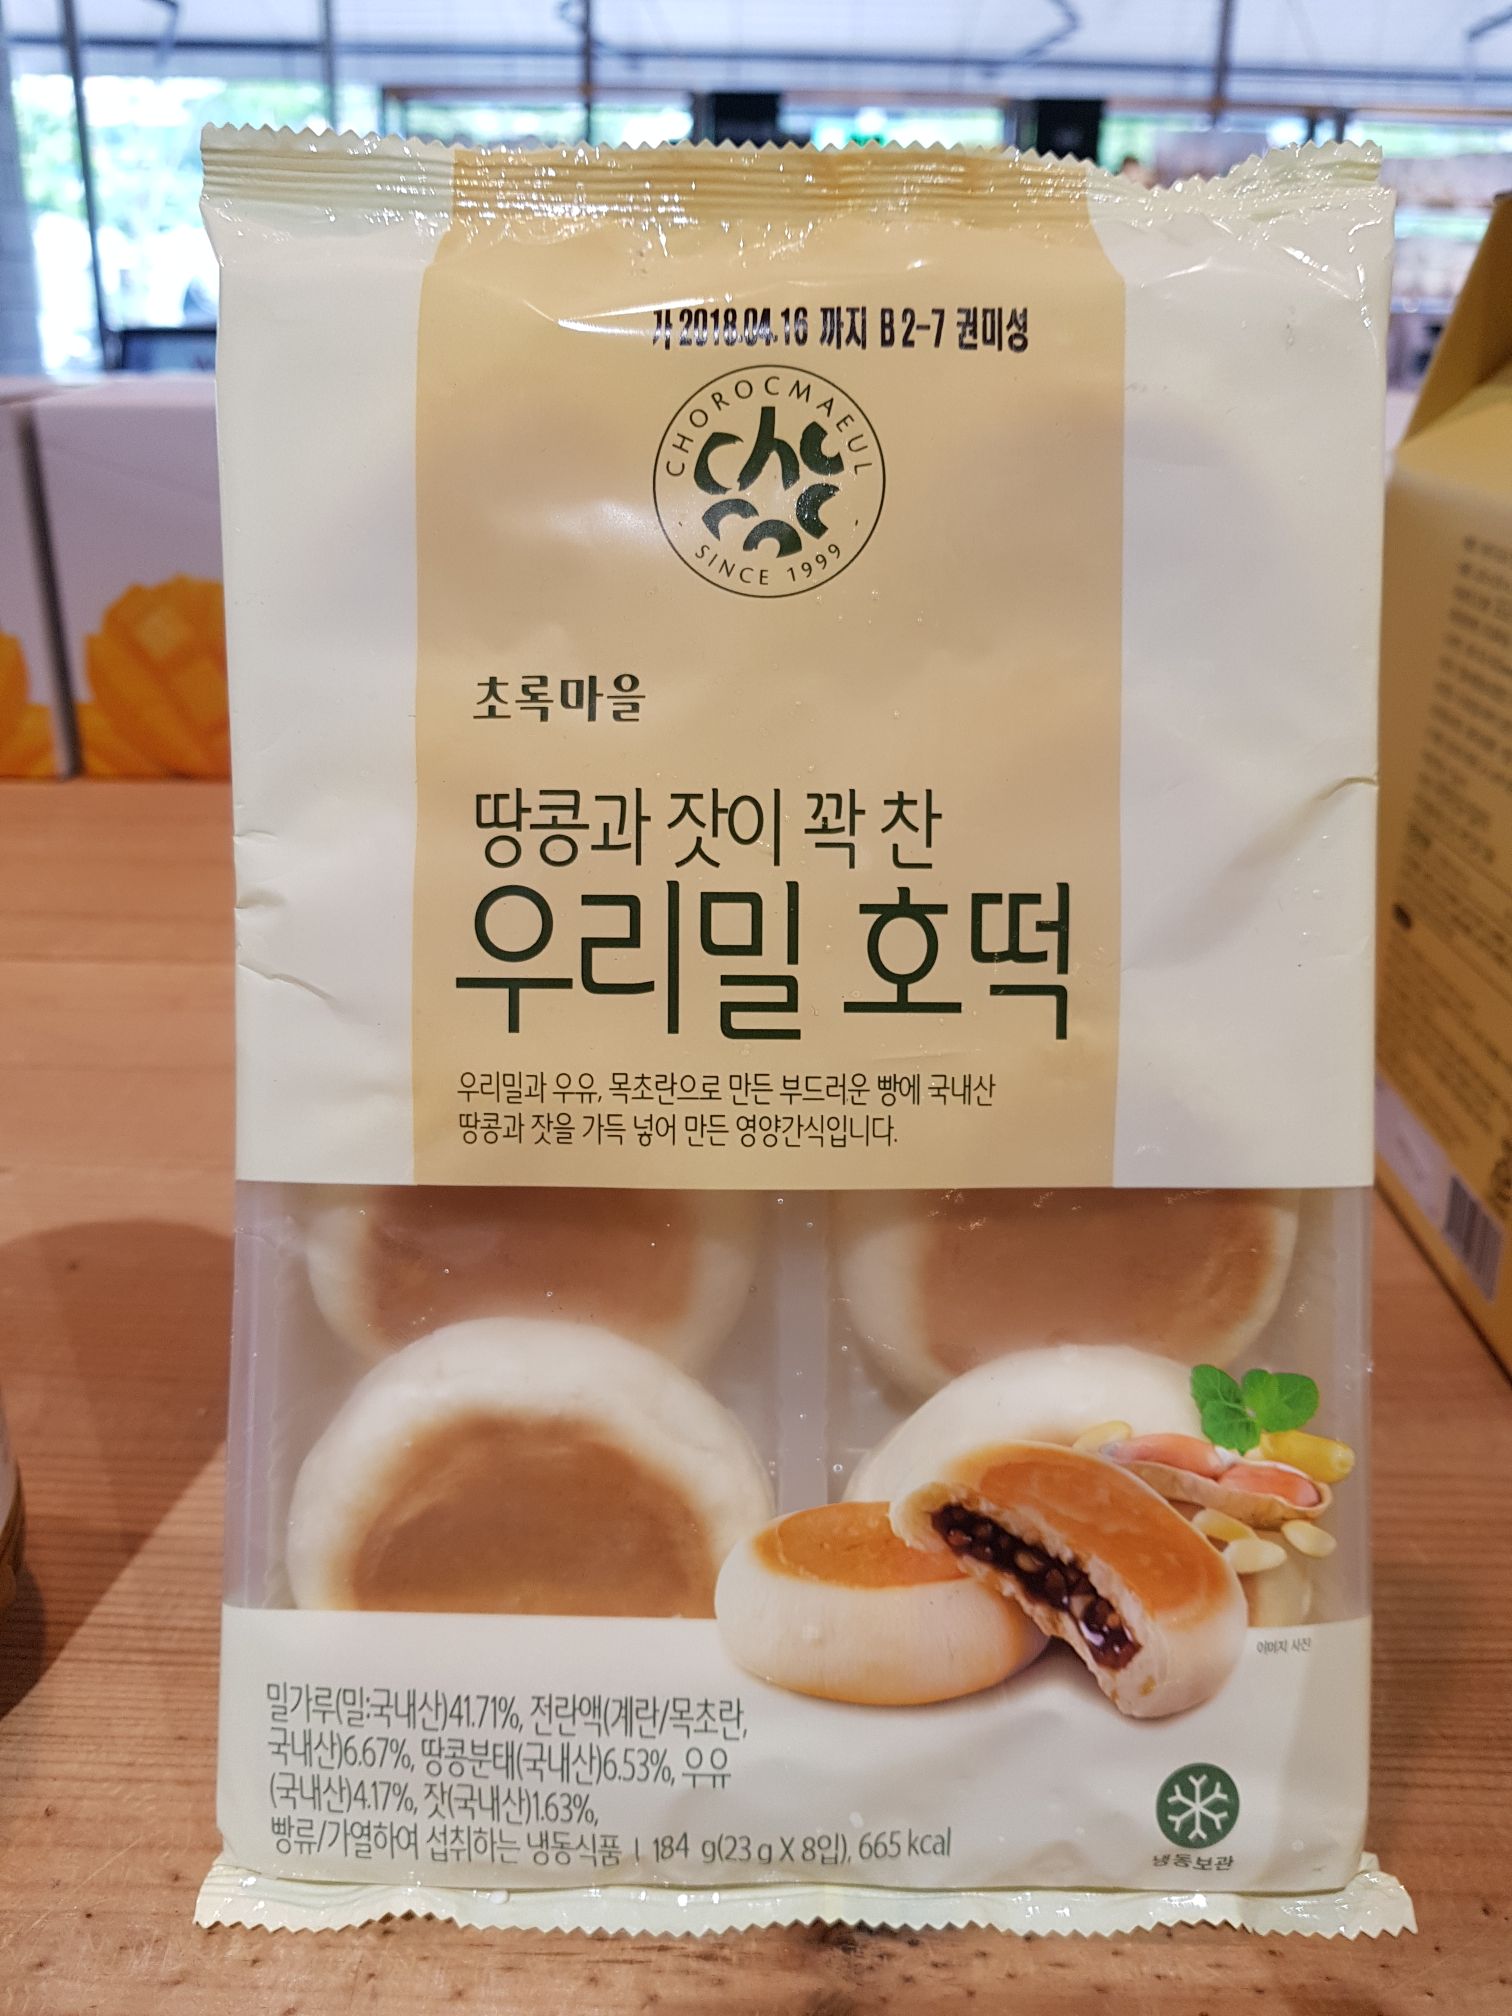 가 2018.04.16 까지 B2-7 권미성
CHOROCMAEUL
choroc
SINCE 1999
초록마을
땅콩과 잣이 꽉 찬
우리밀 호떡
우리밀과 우유, 목초란으로 만든 부드러운 빵에 국내산
땅콩과 잣을 가득 넣어 만든 영양간식입니다.
이미지 사진
밀가루(밀:국내산)41.71%, 전란액(계란/목초란,
국내산)6.67%, 땅콩분태(국내산)6.53%, 우유
(국내산)4.17%, 잣(국내산)1.63%,
빵류/가열하여 섭취하는 냉동식품 | 184 g(23 g X 8입), 665 kcal
냉동보관